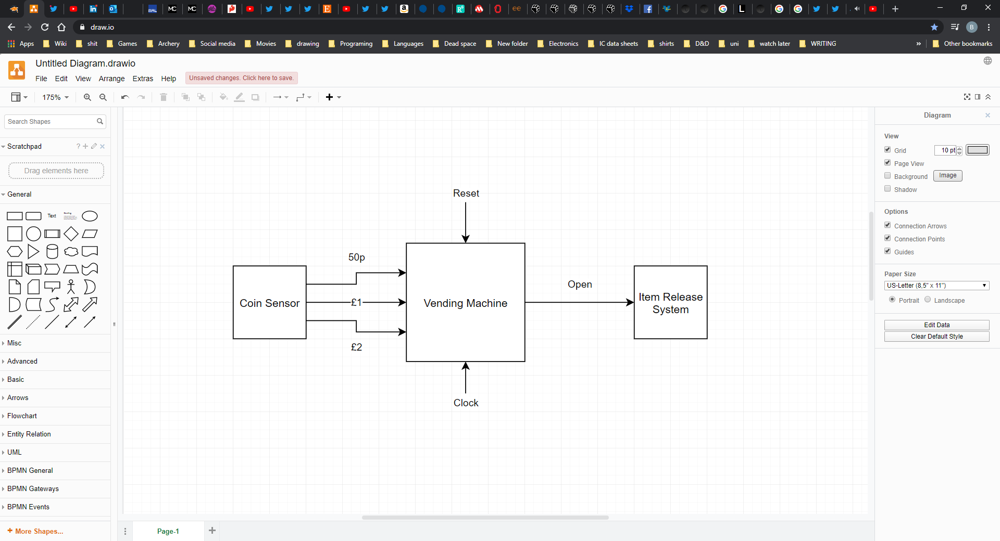 draw.io
B
Apps Wiki shit Games Archery Social media Movies drawing Programing Languages Dead space New folder Electronics IC data sheets shirts D&D uni watch later WRITING » Other bookmarks
Untitled Diagram.drawio
File Edit View Arrange Extras Help Unsaved changes. Click here to save.
175%
Search Shapes
Scratchpad
?
Drag elements here
General
Text
Heading
Misc
Advanced
Basic
Arrows
Flowchart
Entity Relation
UML
BPMN General
BPMN Gateways
BPMN Events
+ More Shapes...
Reset
50p
Coin Sensor
£1
£2
Vending Machine
Open
Item Release
System
Clock
Page-1
Diagram
View
Grid 10 pt
Page View
Background Image
Shadow
Options
Connection Arrows
Connection Points
Guides
Paper Size
US-Letter (8,5" x 11")
Portrait Landscape
Edit Data
Clear Default Style